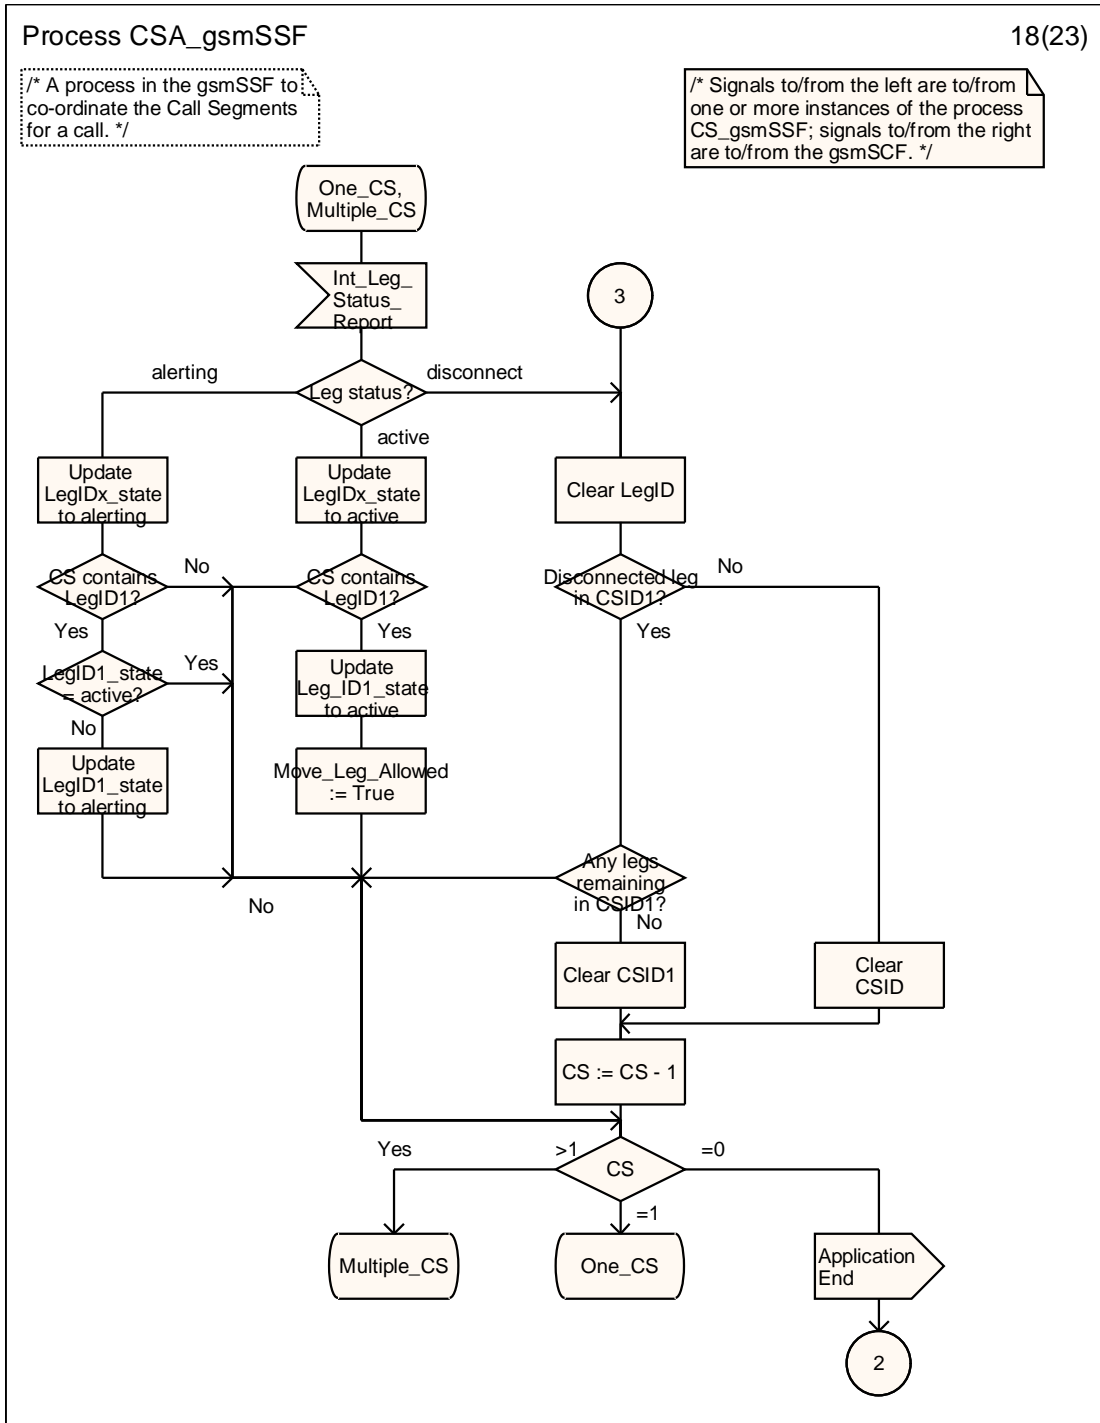 Process CSA_gsmSSF
18(23)
/* A process in the gsmSSF to
co-ordinate the Call Segments
for a call. */
/* Signals to/from the left are to/from
one or more instances of the process
CS_gsmSSF; signals to/from the right
are to/from the gsmSCF. */
One_CS,
Multiple_CS
Int_Leg_
Status_
Report
3
alerting
Leg status?
disconnect
active
Update
LegIDx_state
to alerting
Update
LegIDx_state
to active
Clear LegID
CS contains
LegID1?
No
CS contains
LegID1?
Disconnected leg
in CSID1?
No
Yes
Yes
Yes
LegID1_state
= active?
Yes
Update
Leg_ID1_state
to active
No
Update
LegID1_state
to alerting
Move_Leg_Allowed
:= True
Any legs
remaining
in CSID1?
No
No
Clear CSID1
Clear
CSID
CS := CS - 1
Yes
>1
CS
=0
=1
Multiple_CS
One_CS
Application
End
2